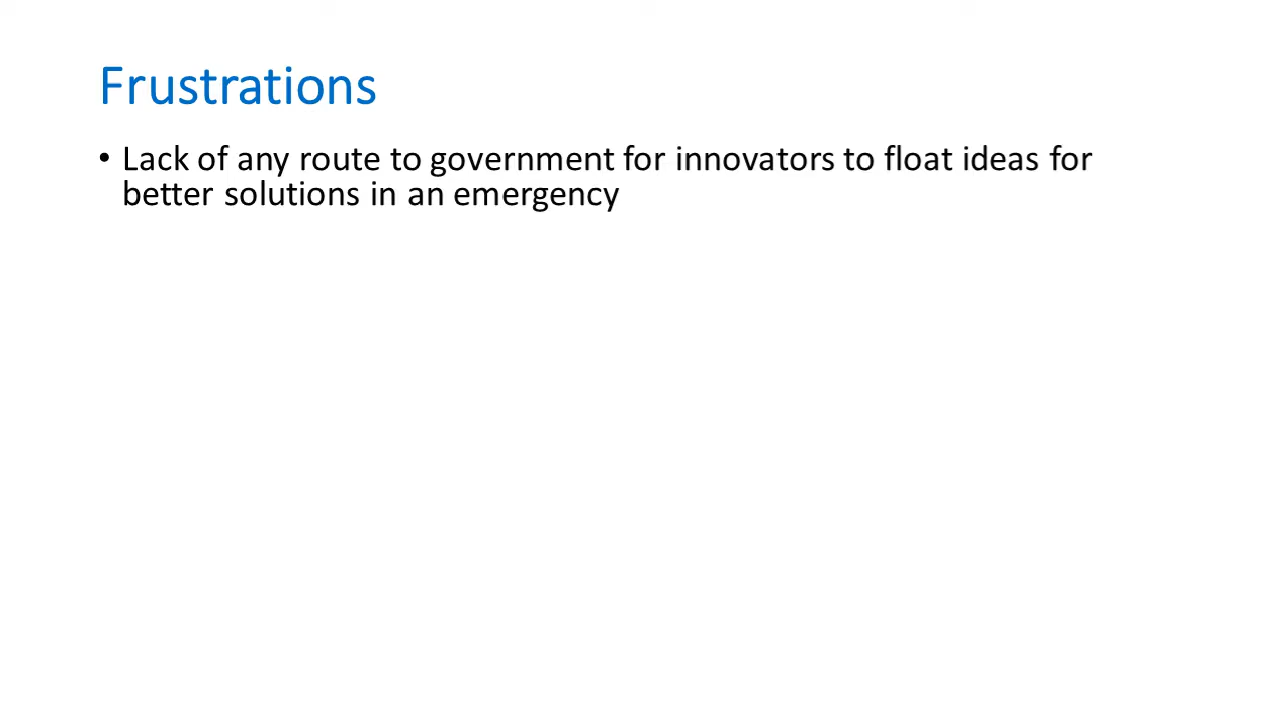 Frustrations
• Lack of any route to government for innovators to float ideas for
better solutions in an emergency